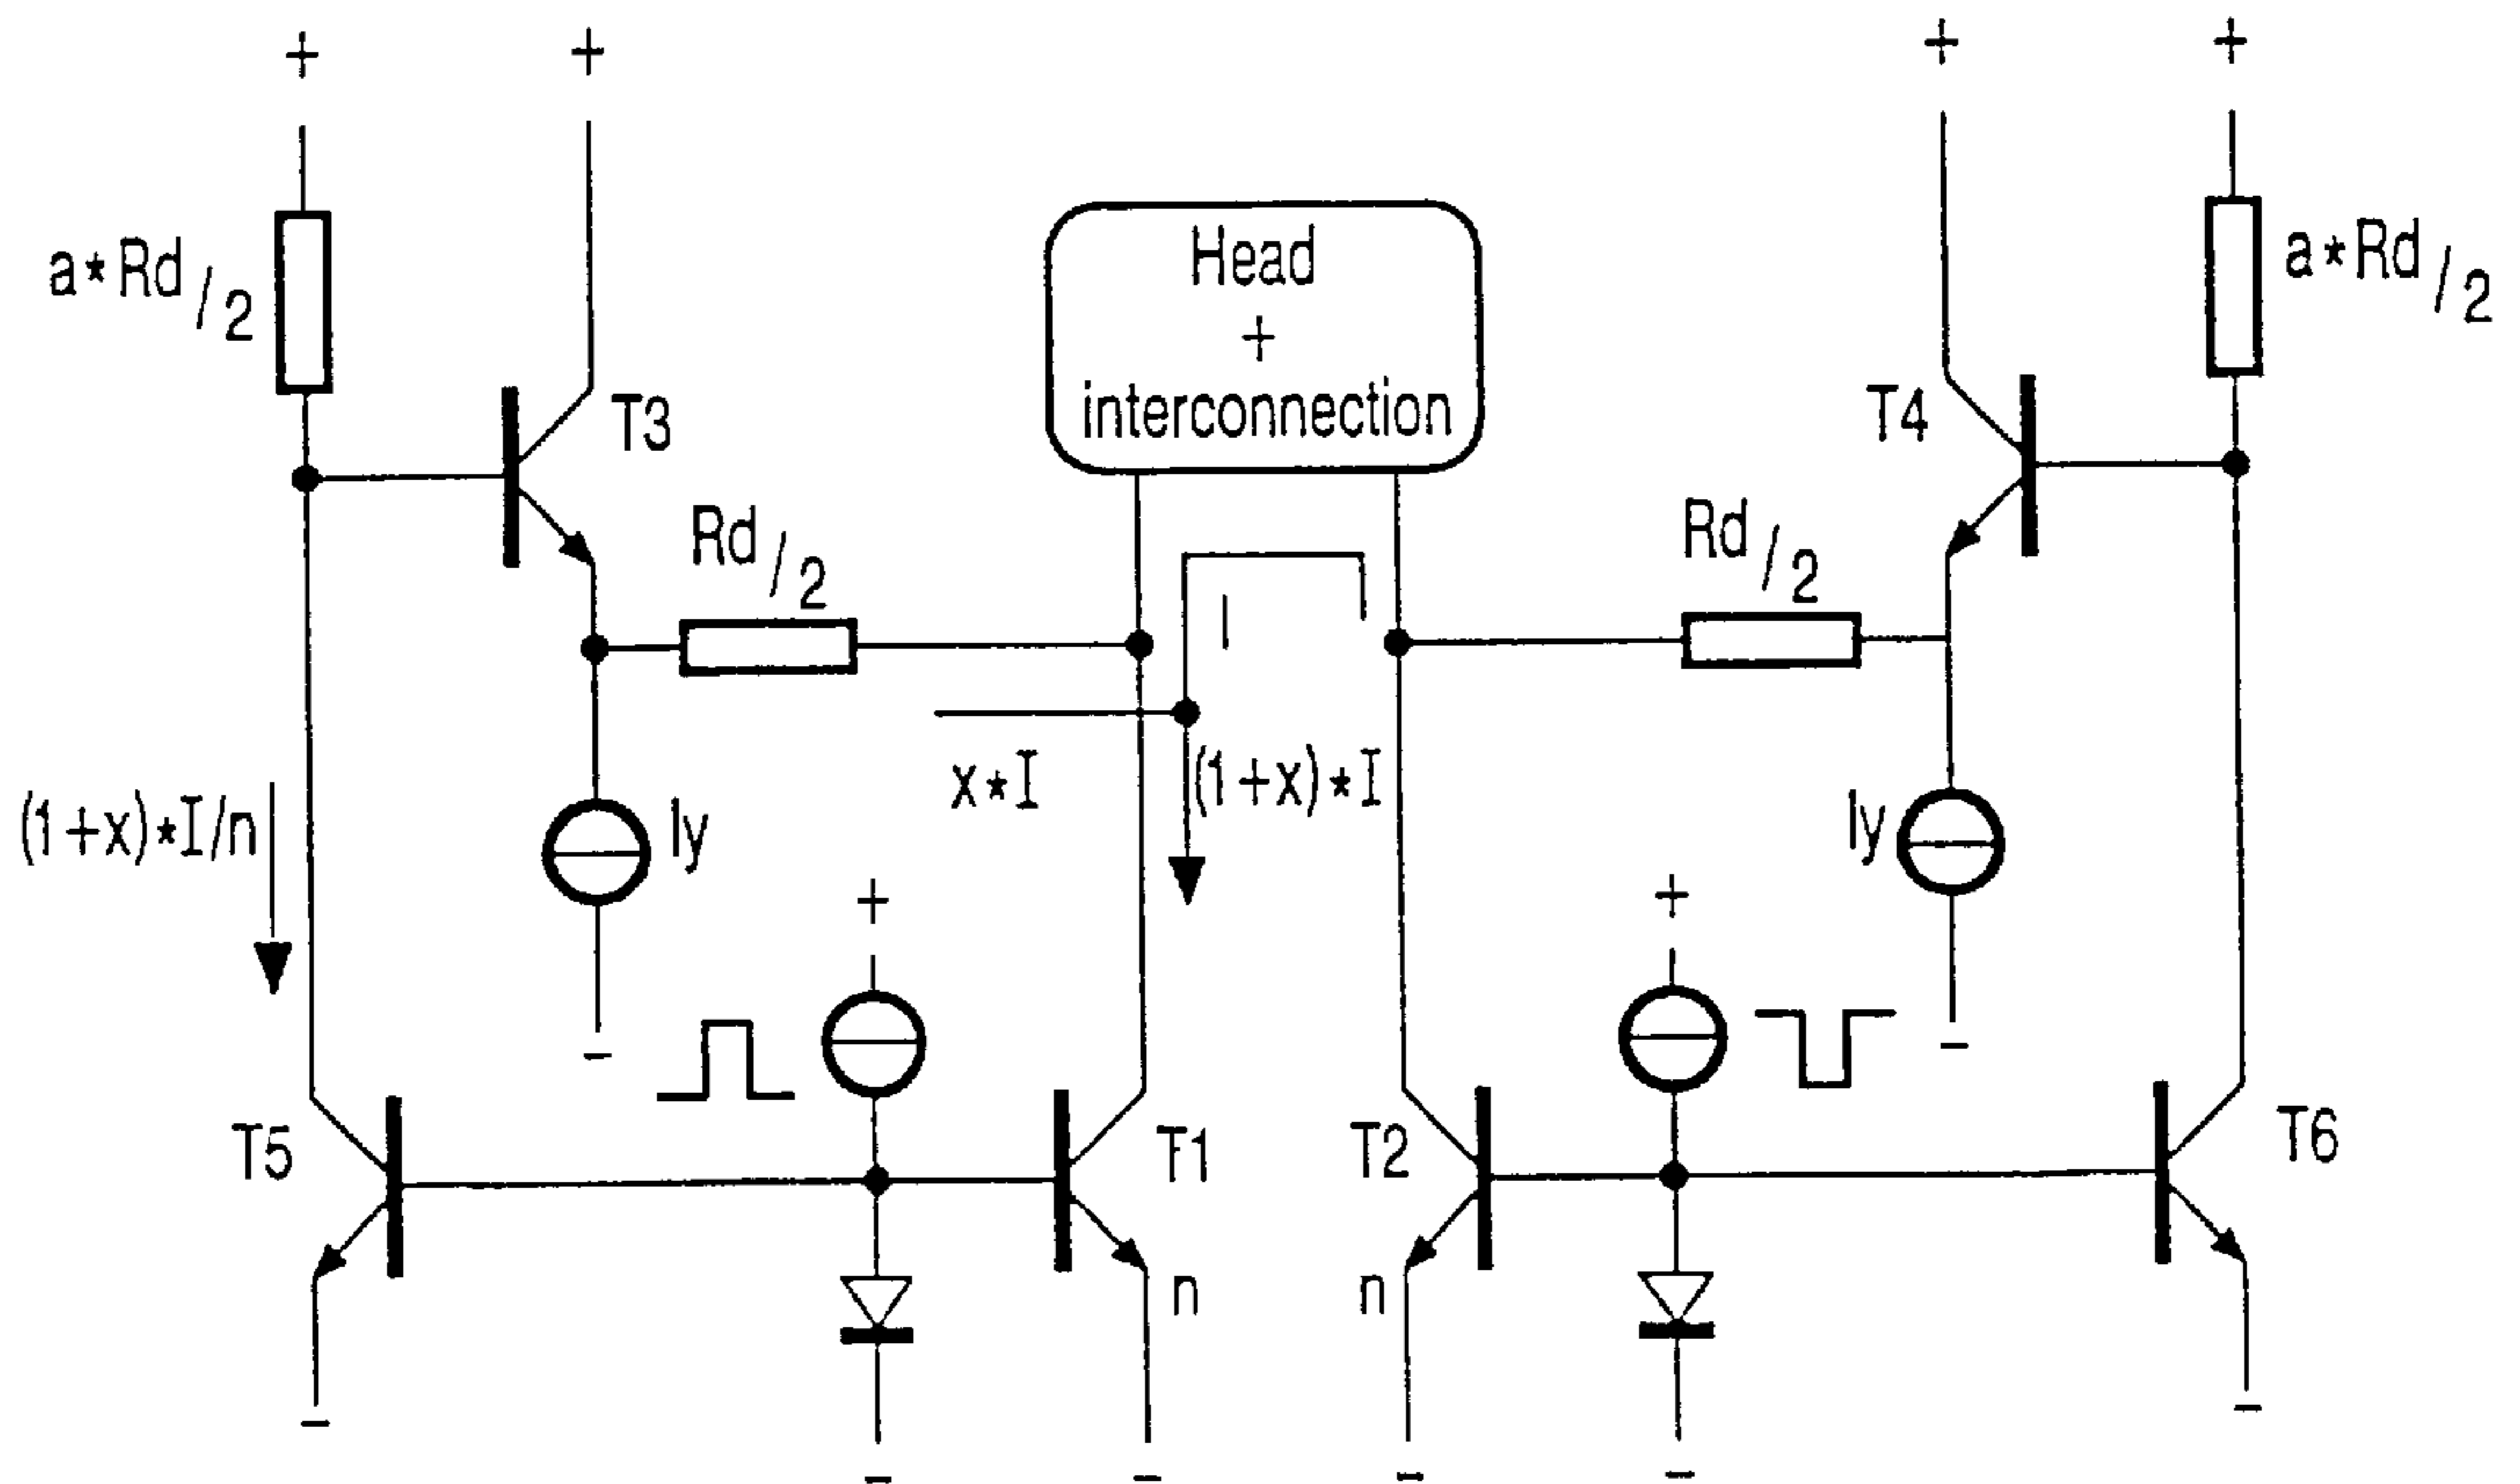 + + + +
a*Rd/2
T3
Head
+
interconnection
T4
a*Rd/2
Rd/2
Rd/2
I
x*I
(1+x)*I
(1+x)*I/n
Iy
Iy
+
+
-
-
T5
T1
T2
T6
n
n
-
-
-
-
-
-